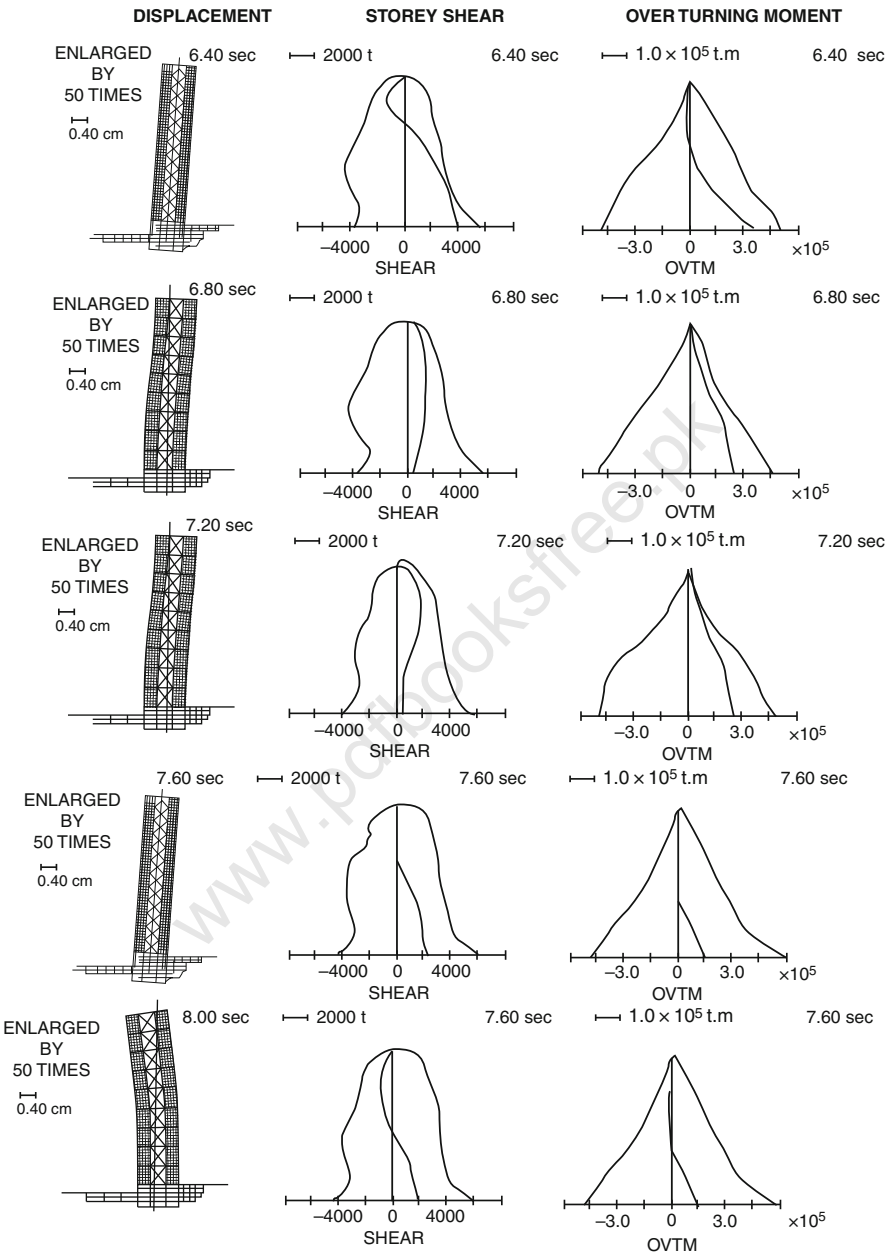 DISPLACEMENT STOREY SHEAR OVER TURNING MOMENT
ENLARGED BY 50 TIMES
0.40 cm
6.40 sec
2000 t 6.40 sec
−4000 0 4000
SHEAR
1.0 × 10⁵ t.m 6.40 sec
−3.0 0 3.0 ×10⁵
OVTM
ENLARGED
BY
50 TIMES
0.40 cm
6.80 sec
2000 t 6.80 sec
−4000 0 4000
SHEAR
1.0 × 10⁵ t.m 6.80 sec
−3.0 0 3.0 ×10⁵
OVTM
ENLARGED
BY
50 TIMES
0.40 cm
7.20 sec
2000 t 7.20 sec
−4000 0 4000
SHEAR
1.0 × 10⁵ t.m 7.20 sec
−3.0 0 3.0 ×10⁵
OVTM
ENLARGED
BY
50 TIMES
0.40 cm
7.60 sec
2000 t 7.60 sec
−4000 0 4000
SHEAR
1.0 × 10⁵ t.m 7.60 sec
−3.0 0 3.0 ×10⁵
OVTM
ENLARGED
BY
50 TIMES
0.40 cm
8.00 sec
2000 t 7.60 sec
−4000 0 4000
SHEAR
1.0 × 10⁵ t.m 7.60 sec
−3.0 0 3.0 ×10⁵
OVTM
www.pdfbooksfree.pk